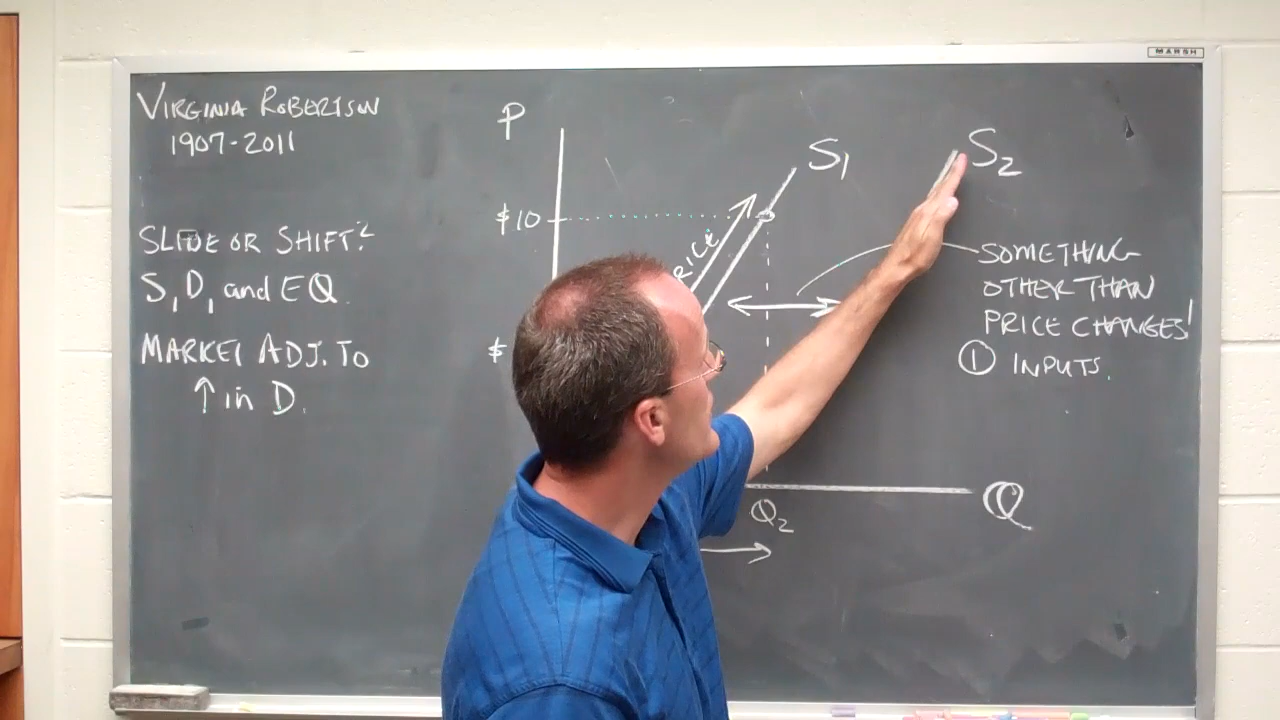 MARSH
VIRGINIA ROBERTSON
1907-2011
SLIDE OR SHIFT?
S, D, and EQ.
MARKET ADJ. TO
↑ in D.
P
S1
S2
$10
$
SOMETHING
OTHER THAN
PRICE CHANGES!
① INPUTS.
Q
Q2